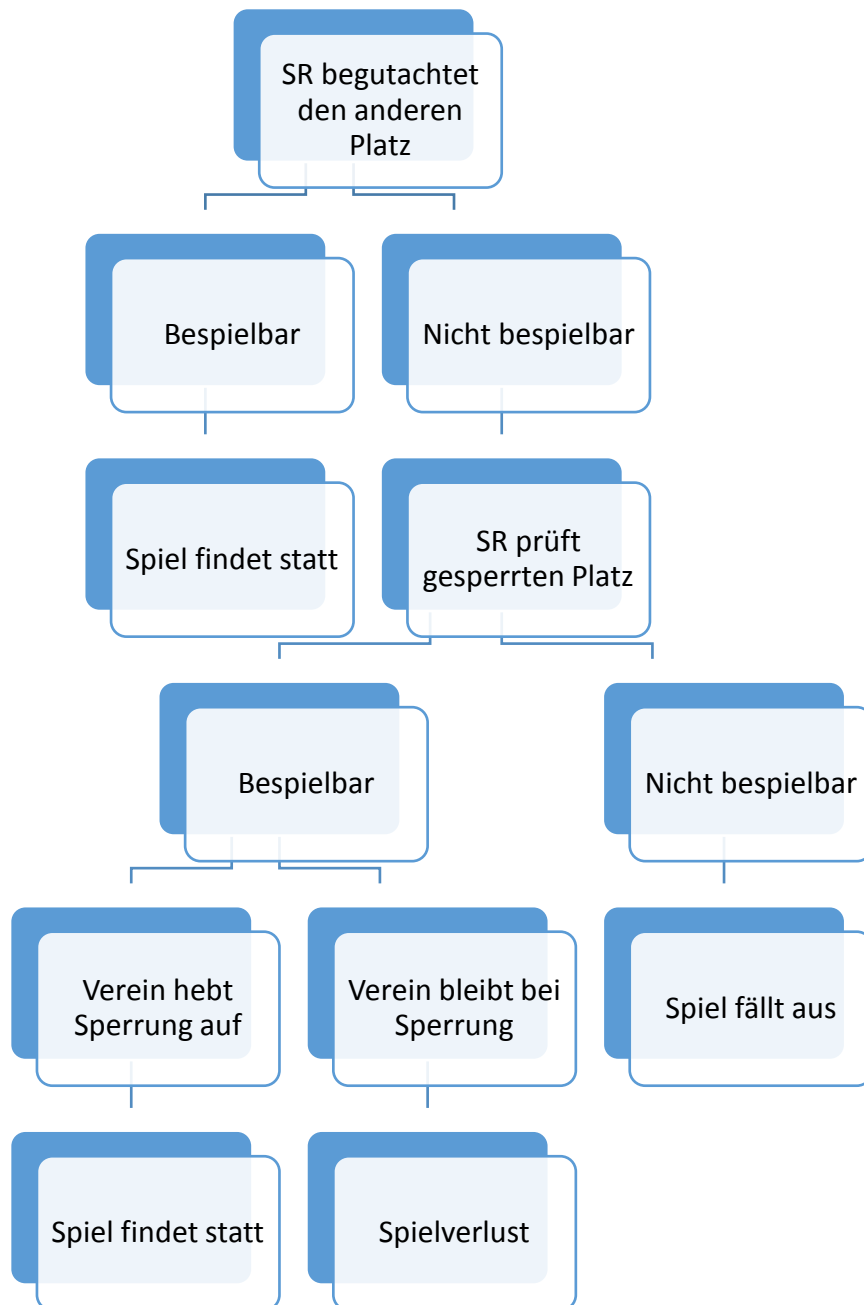 SR begutachtet
den anderen
Platz
Bespielbar
Nicht bespielbar
Spiel findet statt
SR prüft
gesperrten Platz
Bespielbar
Nicht bespielbar
Verein hebt
Sperrung auf
Verein bleibt bei
Sperrung
Spiel fällt aus
Spiel findet statt
Spielverlust